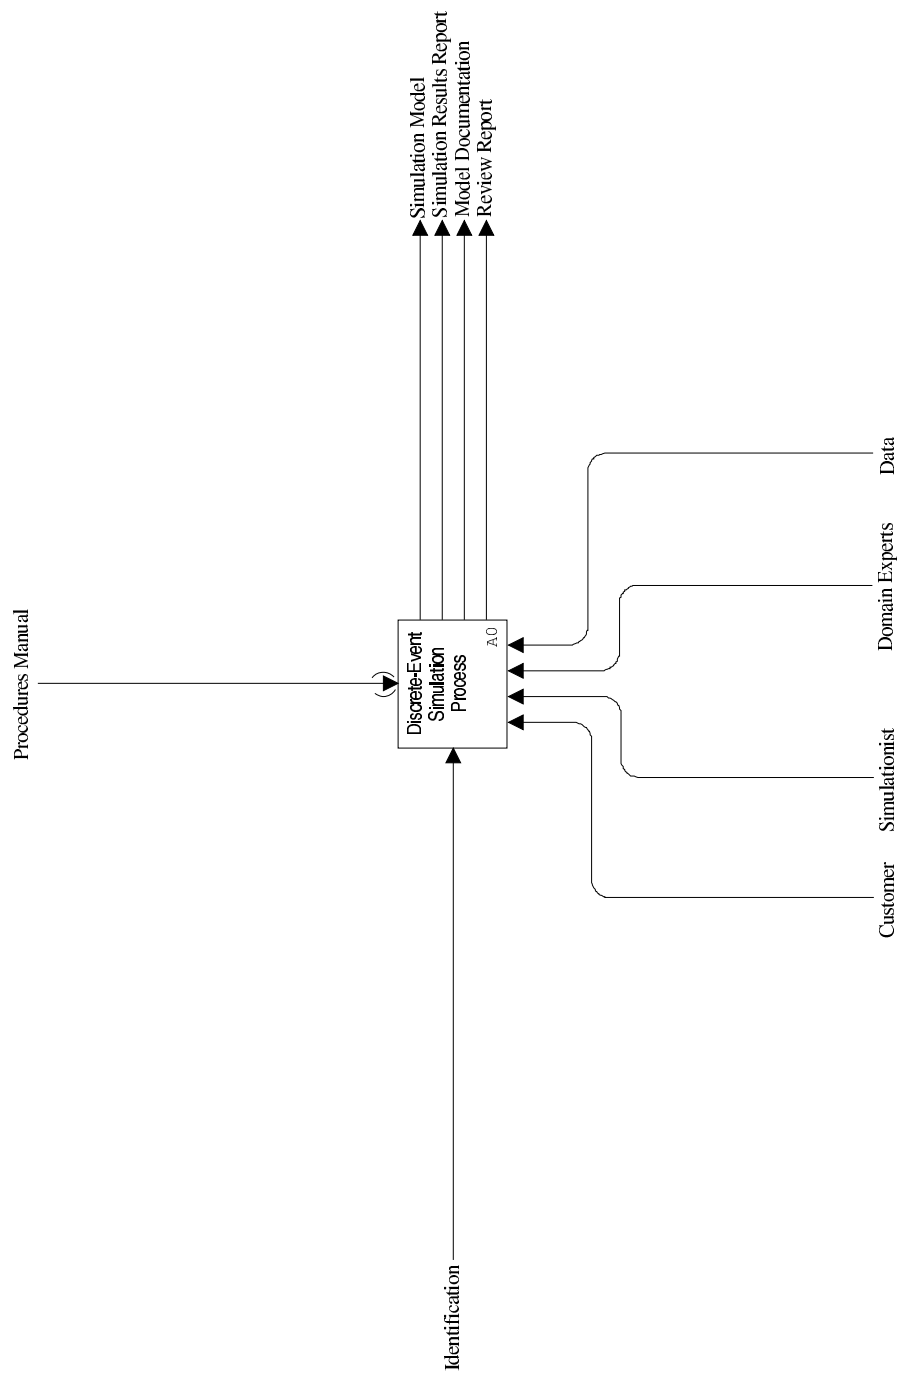 Procedures Manual
Identification
Discrete-Event
Simulation
Process
A0
Simulation Model
Simulation Results Report
Model Documentation
Review Report
Customer
Simulationist
Domain Experts
Data